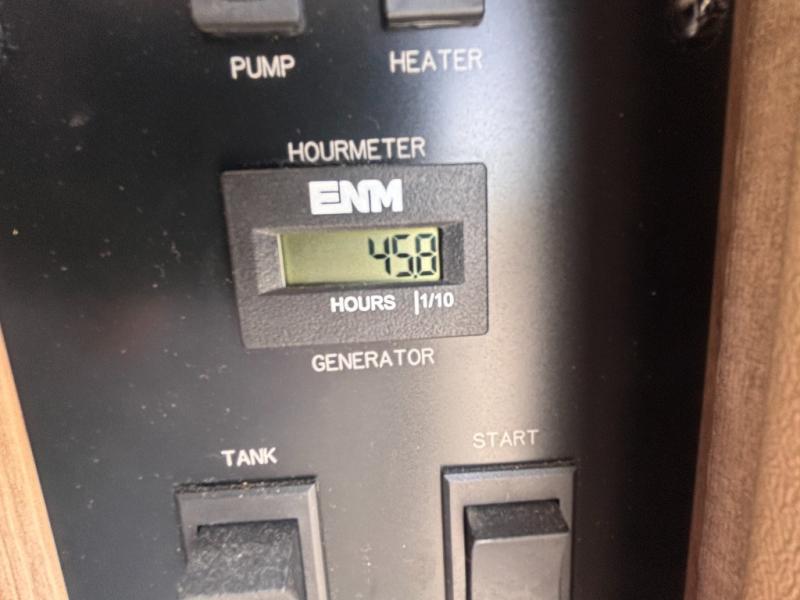 PUMP HEATER
HOURMETER
ENM
45.8
HOURS |1/10
GENERATOR
TANK START